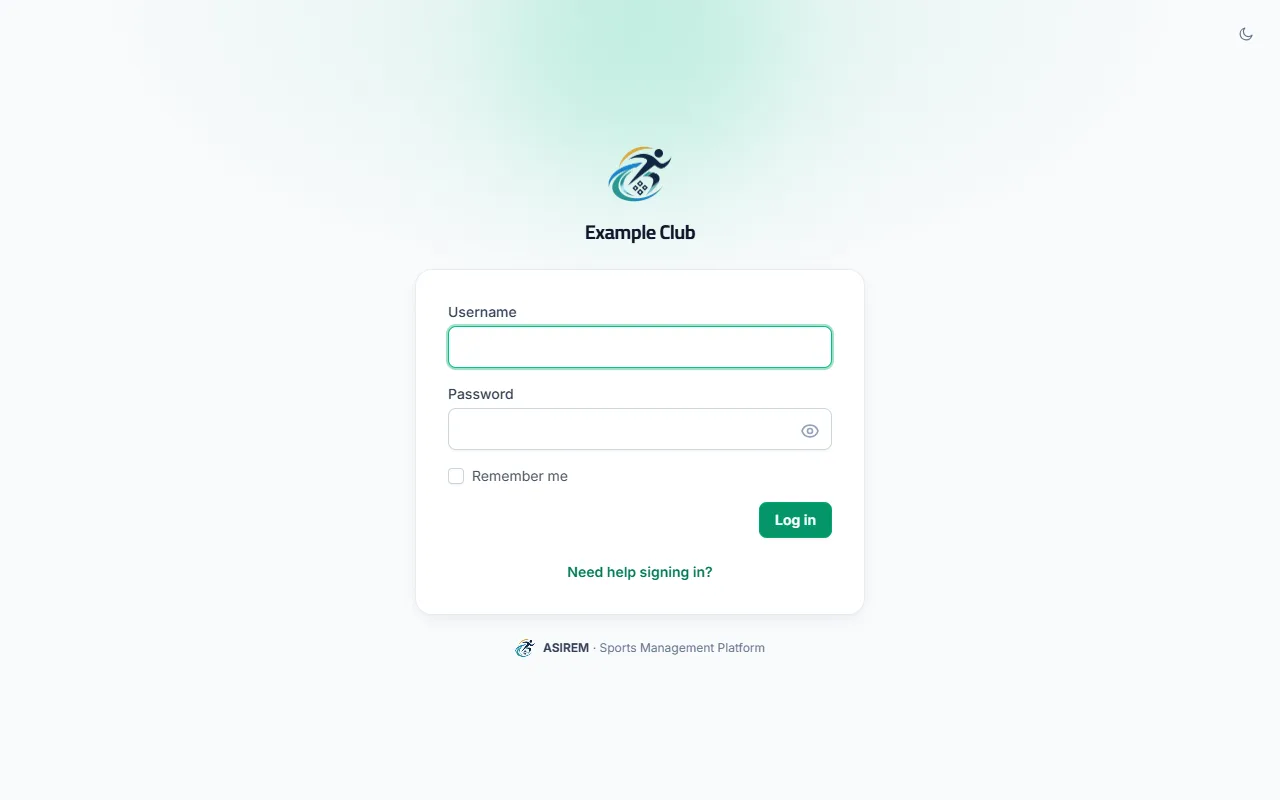 Example Club
Username
Password
Remember me
Log in
Need help signing in?
ASIREM · Sports Management Platform